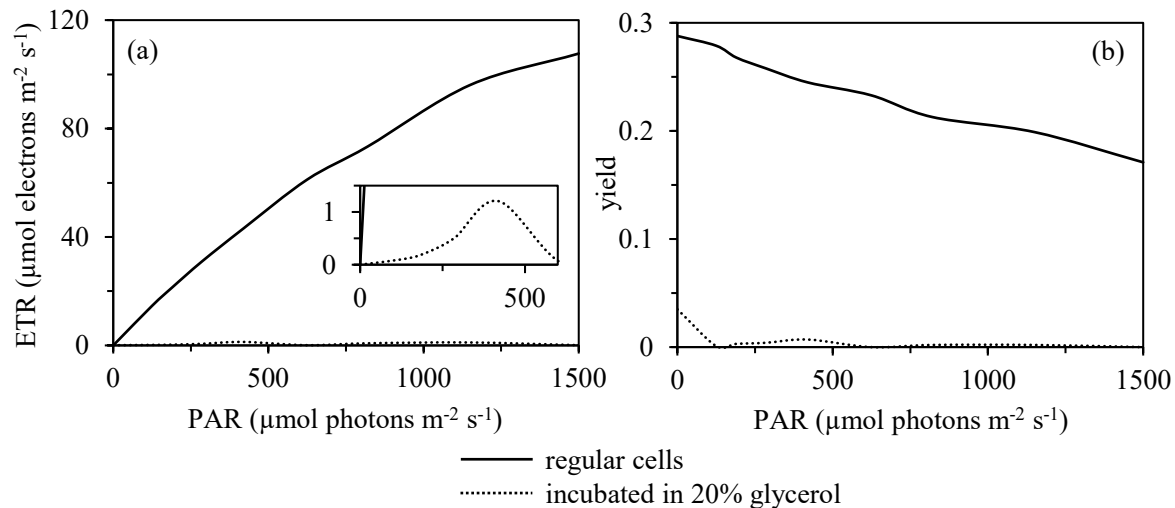 (a)
ETR (µmol electrons m⁻² s⁻¹)
120
80
40
0
1
0
0
500
0
500
1000
1500
PAR (µmol photons m⁻² s⁻¹)
(b)
yield
0.3
0.2
0.1
0
0
500
1000
1500
PAR (µmol photons m⁻² s⁻¹)
regular cells
incubated in 20% glycerol